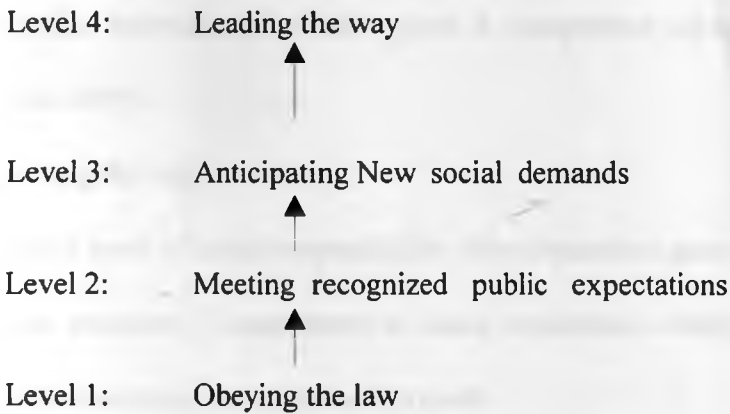 Level 4: Leading the way
Level 3: Anticipating New social demands
Level 2: Meeting recognized public expectations
Level 1: Obeying the law